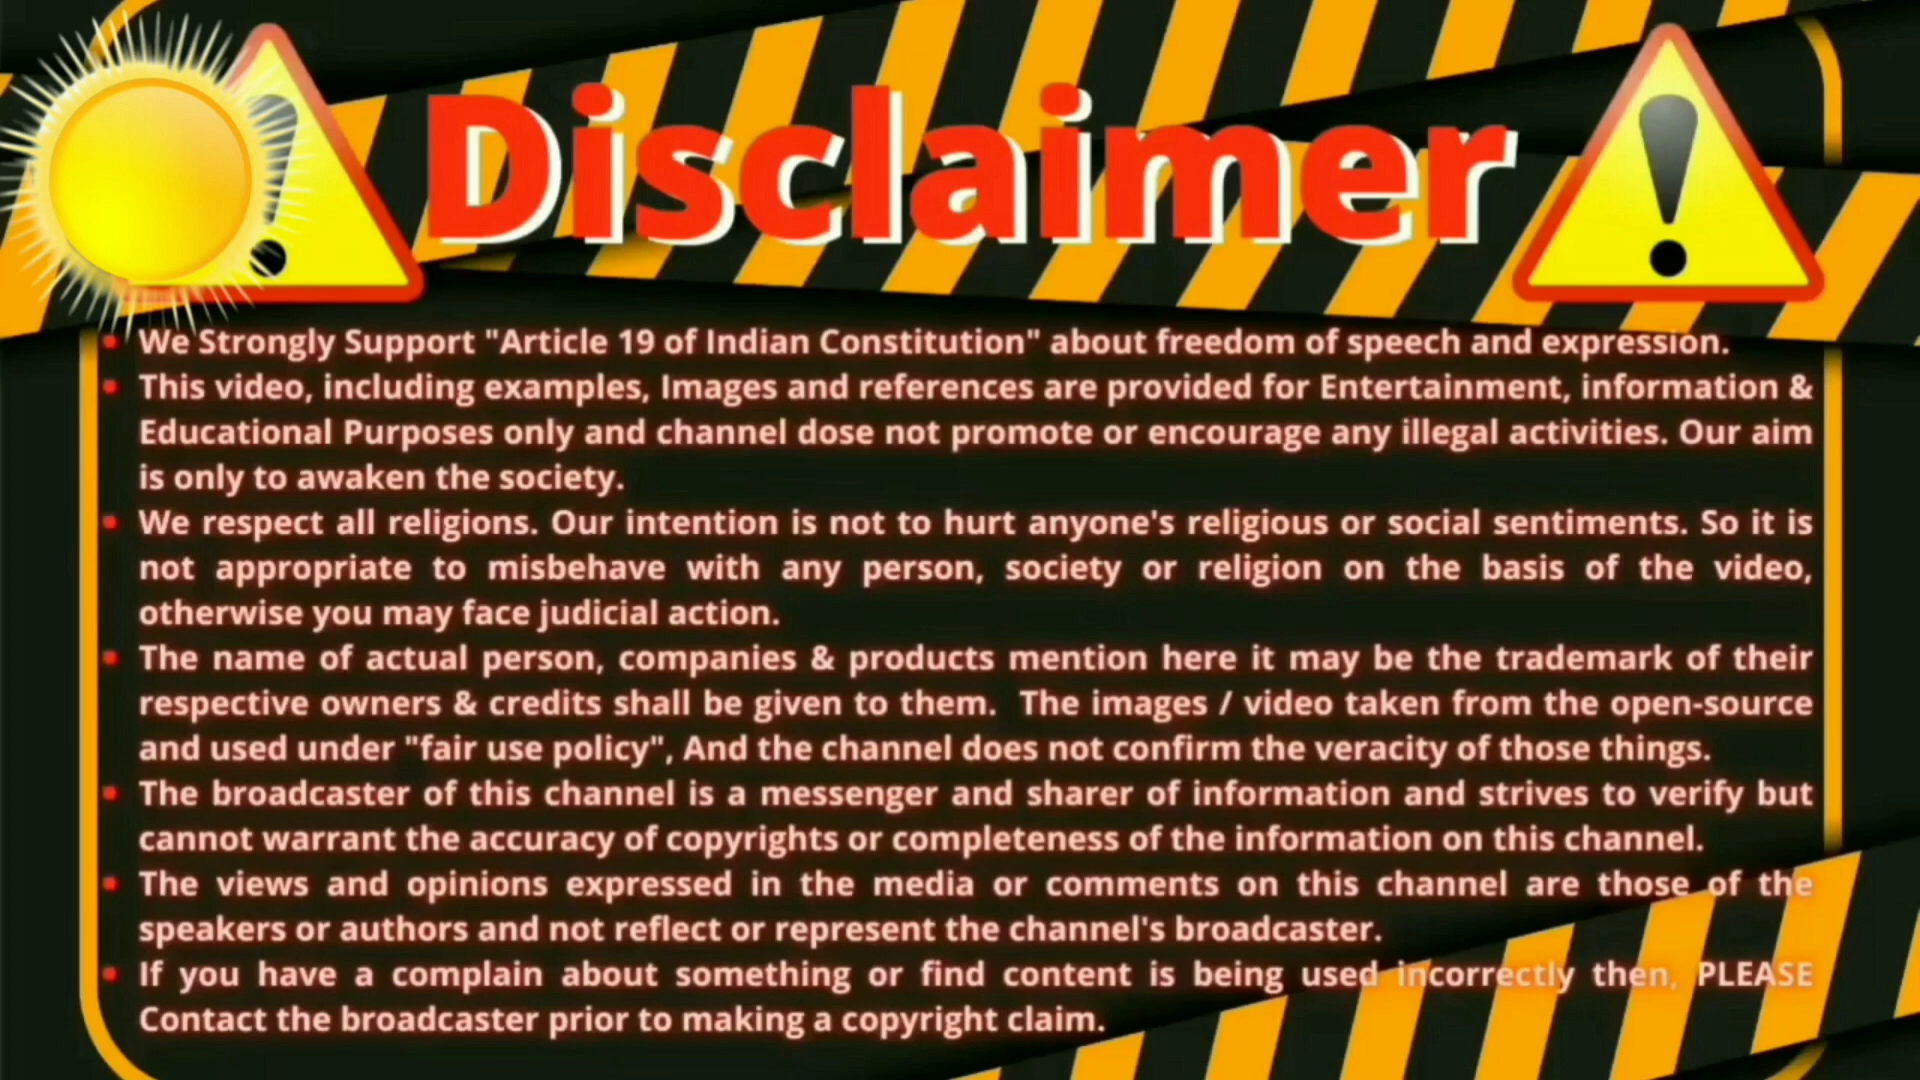 Disclaimer
• We Strongly Support "Article 19 of Indian Constitution" about freedom of speech and expression.
• This video, including examples, Images and references are provided for Entertainment, information &
Educational Purposes only and channel dose not promote or encourage any illegal activities. Our aim
is only to awaken the society.
• We respect all religions. Our intention is not to hurt anyone's religious or social sentiments. So it is
not appropriate to misbehave with any person, society or religion on the basis of the video,
otherwise you may face judicial action.
• The name of actual person, companies & products mention here it may be the trademark of their
respective owners & credits shall be given to them. The images / video taken from the open-source
and used under "fair use policy", And the channel does not confirm the veracity of those things.
• The broadcaster of this channel is a messenger and sharer of information and strives to verify but
cannot warrant the accuracy of copyrights or completeness of the information on this channel.
• The views and opinions expressed in the media or comments on this channel are those of the
speakers or authors and not reflect or represent the channel's broadcaster.
• If you have a complain about something or find content is being used incorrectly then, PLEASE
Contact the broadcaster prior to making a copyright claim.